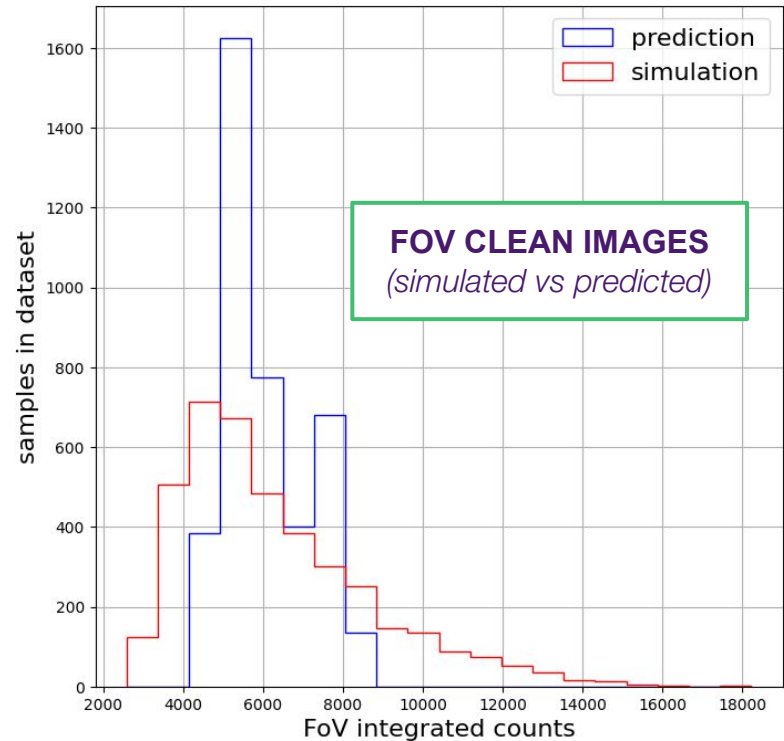 1600
1400
1200
1000
800
600
400
200
0
samples in dataset
prediction
simulation
FOV CLEAN IMAGES
(simulated vs predicted)
2000 4000 6000 8000 10000 12000 14000 16000 18000
FoV integrated counts